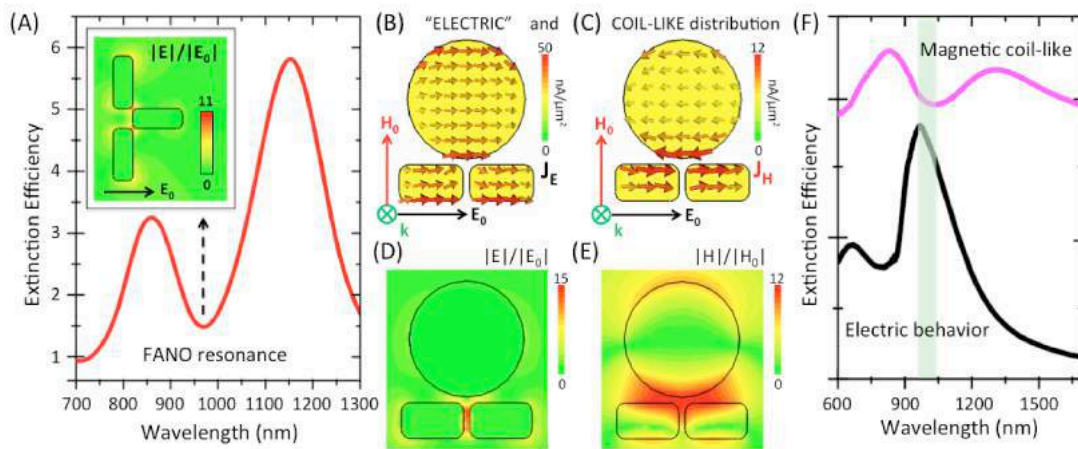 (A)
Extinction Efficiency
6
5
4
3
2
1
|E|/|E₀|
11
0
E₀
FANO resonance
700 800 900 1000 1100 1200 1300
Wavelength (nm)
(B) "ELECTRIC" and
50
nA/µm²
0
H₀
J_E
k
E₀
(C) COIL-LIKE distribution
12
nA/µm²
0
H₀
J_H
k
E₀
(D) |E|/|E₀|
15
0
(E) |H|/|H₀|
12
0
(F)
Extinction Efficiency
Magnetic coil-like
Electric behavior
600 900 1200 1500
Wavelength (nm)